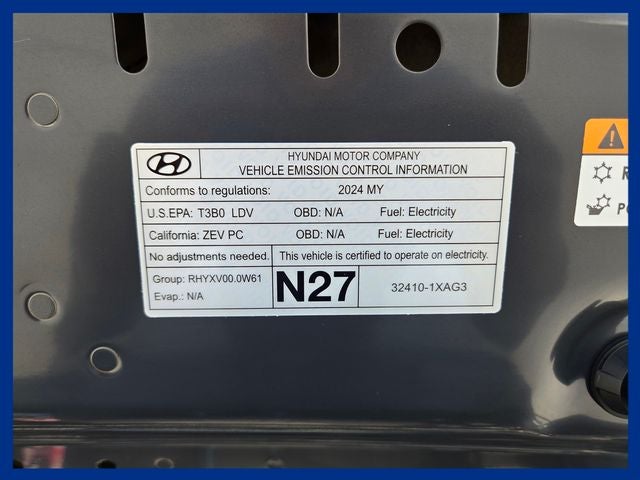 HYUNDAI MOTOR COMPANY
VEHICLE EMISSION CONTROL INFORMATION
Conforms to regulations: 2024 MY
U.S.EPA: T3B0 LDV OBD: N/A Fuel: Electricity
California: ZEV PC OBD: N/A Fuel: Electricity
No adjustments needed. This vehicle is certified to operate on electricity.
Group: RHYXV00.0W61
Evap.: N/A
N27
32410-1XAG3